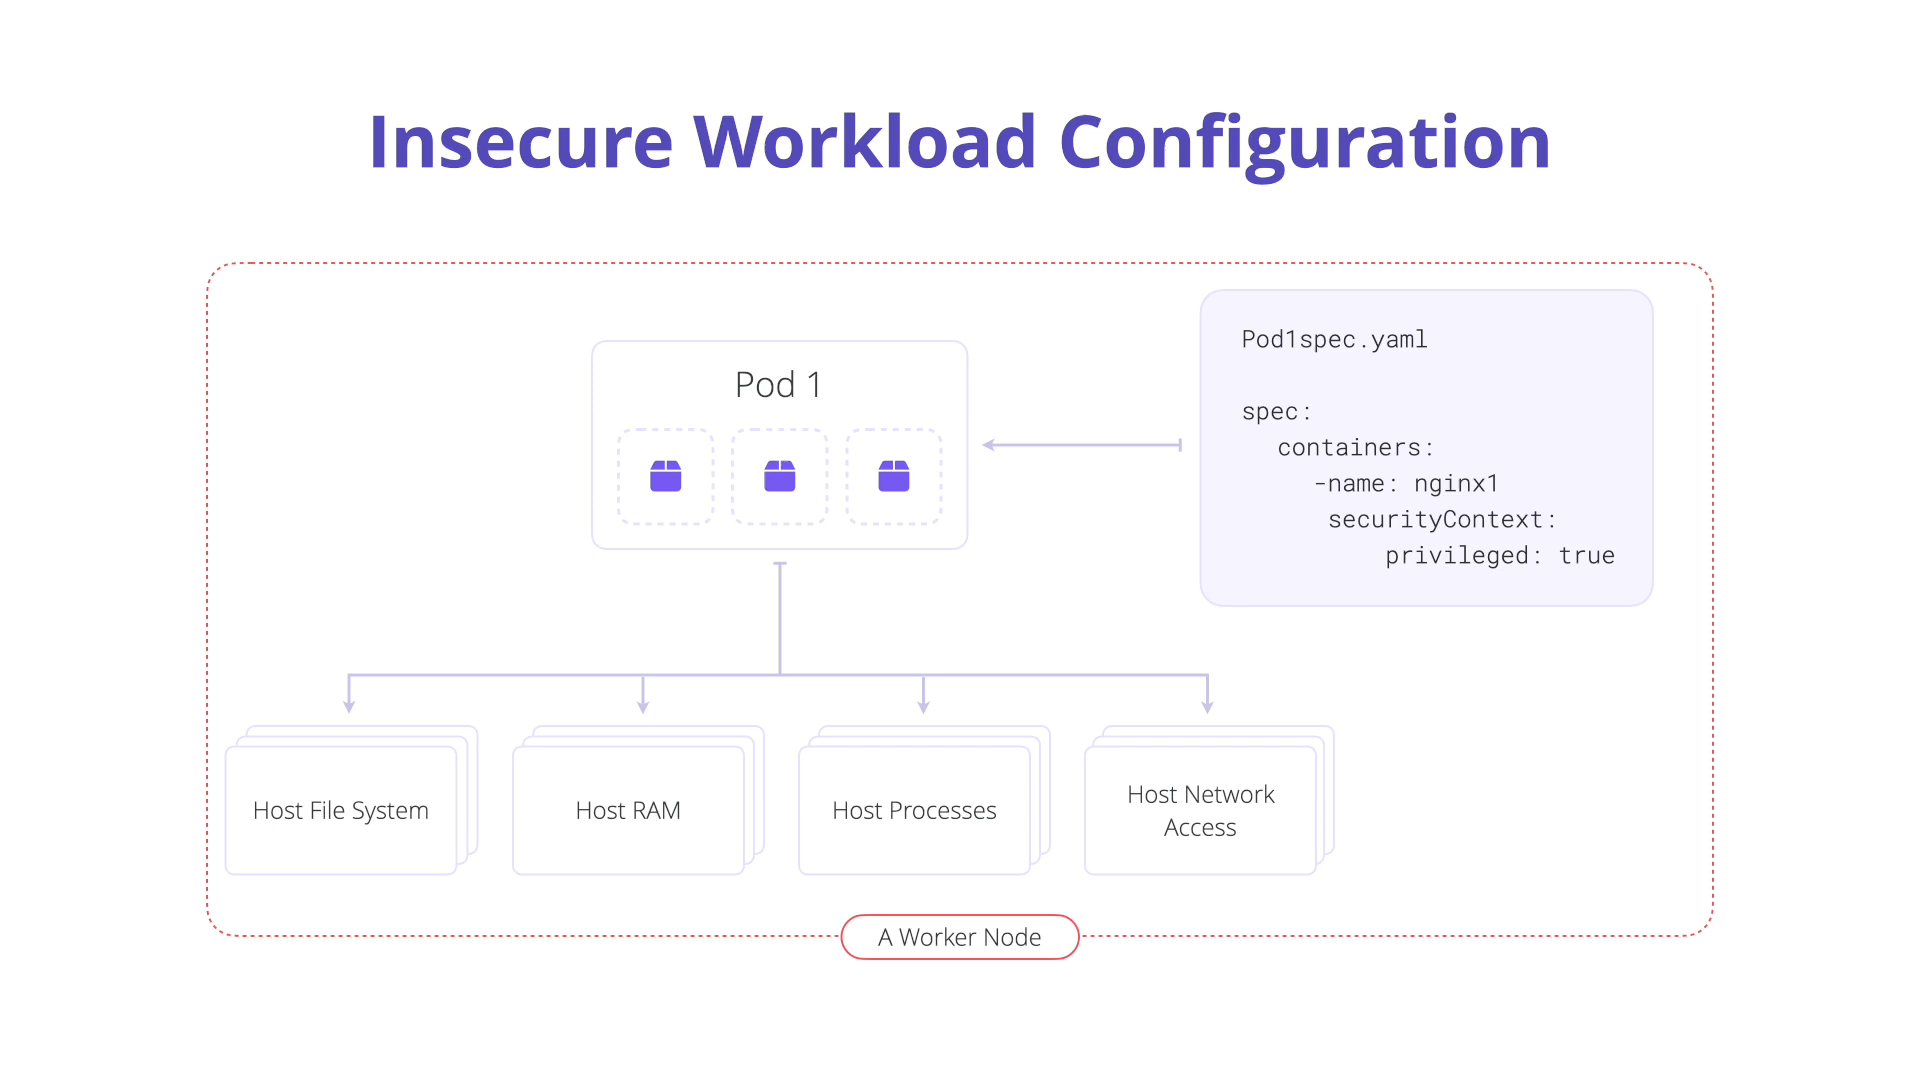 Insecure Workload Configuration
Pod 1
Pod1spec.yaml
spec:
containers:
-name: nginx1
securityContext:
privileged: true
Host File System
Host RAM
Host Processes
Host Network
Access
A Worker Node